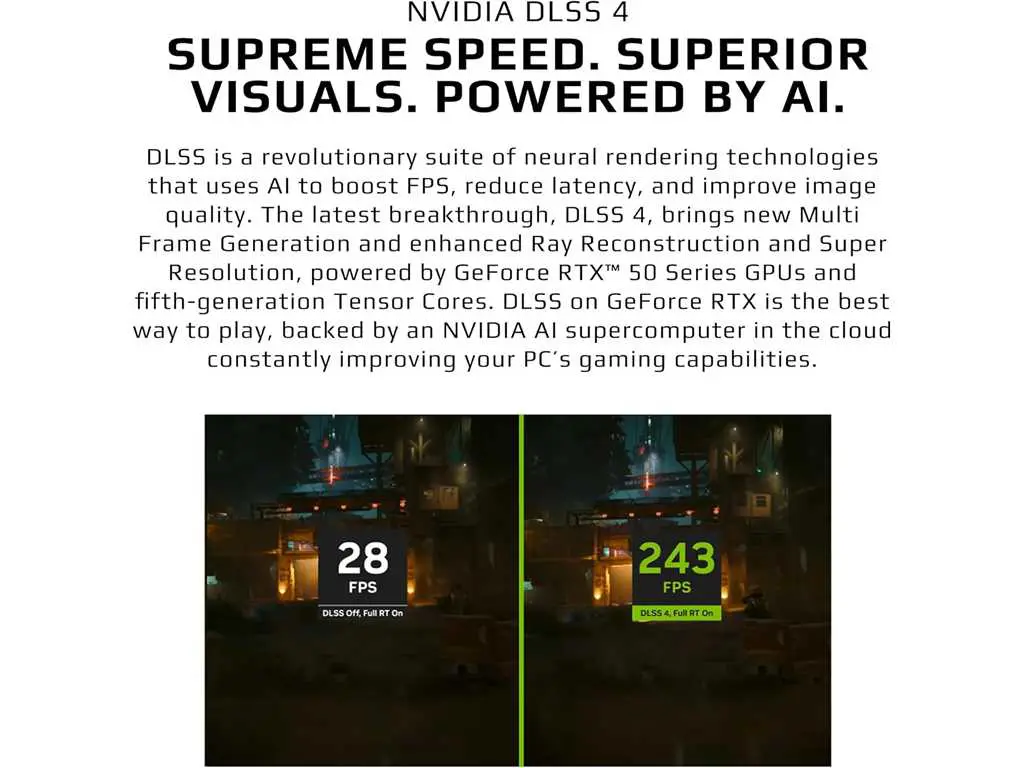 NVIDIA DLSS 4
SUPREME SPEED. SUPERIOR
VISUALS. POWERED BY AI.
DLSS is a revolutionary suite of neural rendering technologies
that uses AI to boost FPS, reduce latency, and improve image
quality. The latest breakthrough, DLSS 4, brings new Multi
Frame Generation and enhanced Ray Reconstruction and Super
Resolution, powered by GeForce RTX™ 50 Series GPUs and
fifth-generation Tensor Cores. DLSS on GeForce RTX is the best
way to play, backed by an NVIDIA AI supercomputer in the cloud
constantly improving your PC´s gaming capabilities.
28
FPS
DLSS Off, Full RT On
243
FPS
DLSS 4, Full RT On